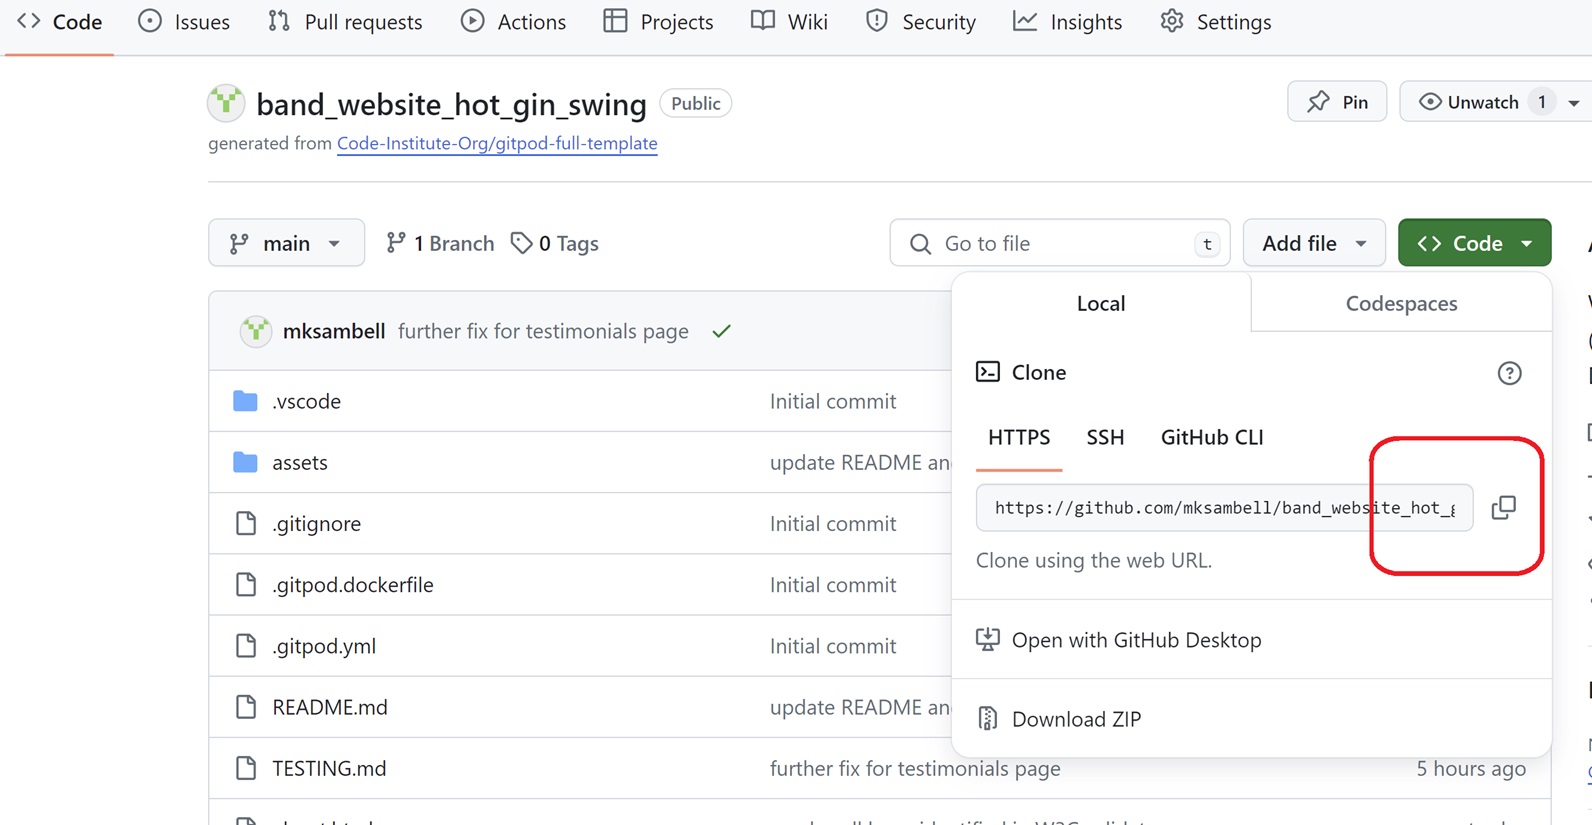 Code Issues Pull requests Actions Projects Wiki Security Insights Settings
band_website_hot_gin_swing Public Pin Unwatch 1
generated from Code-Institute-Org/gitpod-full-template
main 1 Branch 0 Tags Go to file t Add file Code
Local Codespaces
mksambell further fix for testimonials page
Clone
.vscode Initial commit
HTTPS SSH GitHub CLI
assets update README
https://github.com/mksambell/band_website_hot_
.gitignore Initial commit
Clone using the web URL.
.gitpod.dockerfile Initial commit
.gitpod.yml Initial commit
Open with GitHub Desktop
README.md update README
Download ZIP
TESTING.md further fix for testimonials page 5 hours ago